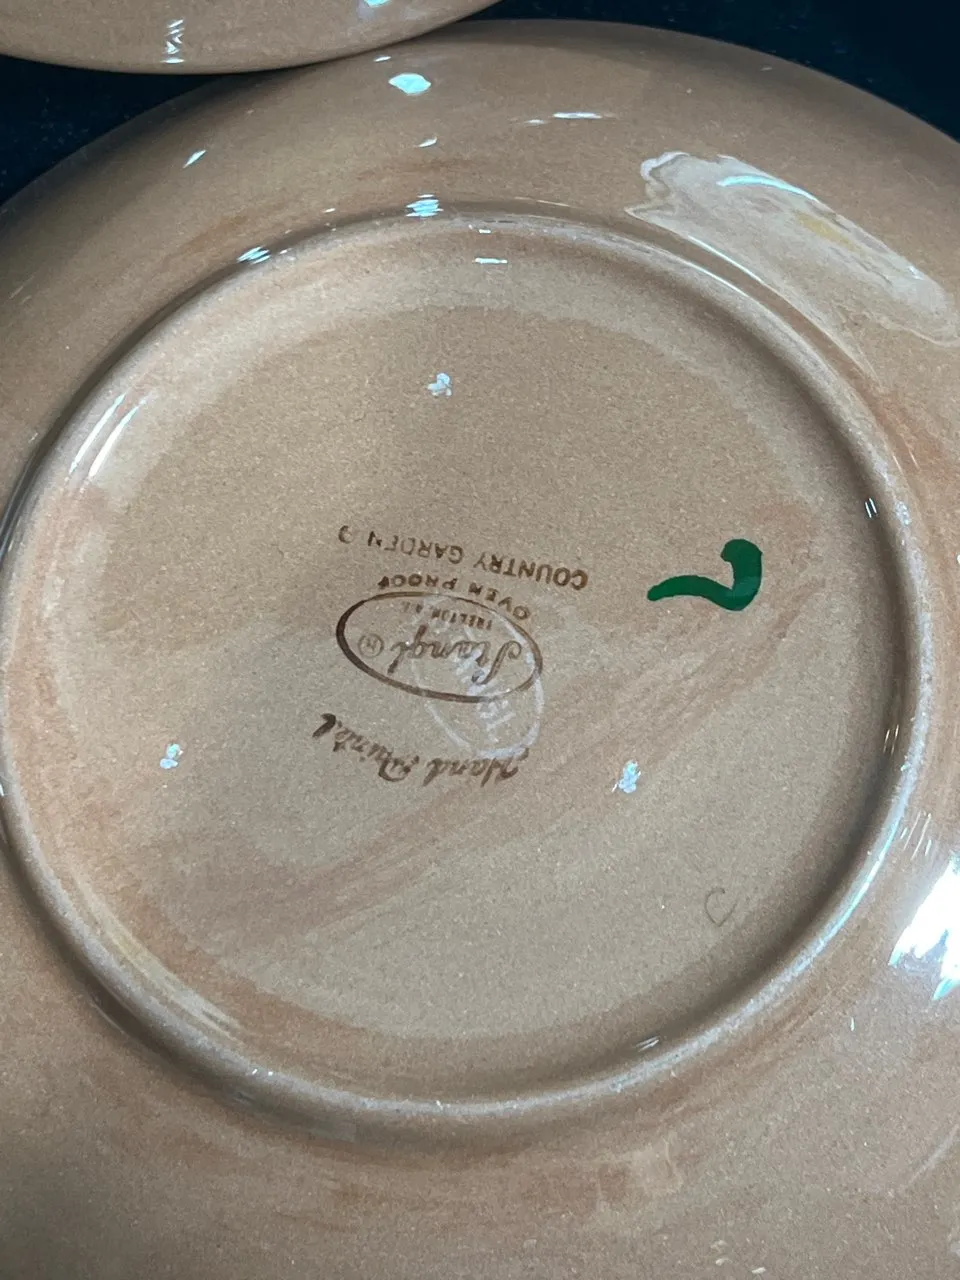 Hand Painted
Stangl ®
TRENTON N.J.
OVEN PROOF
COUNTRY GARDEN